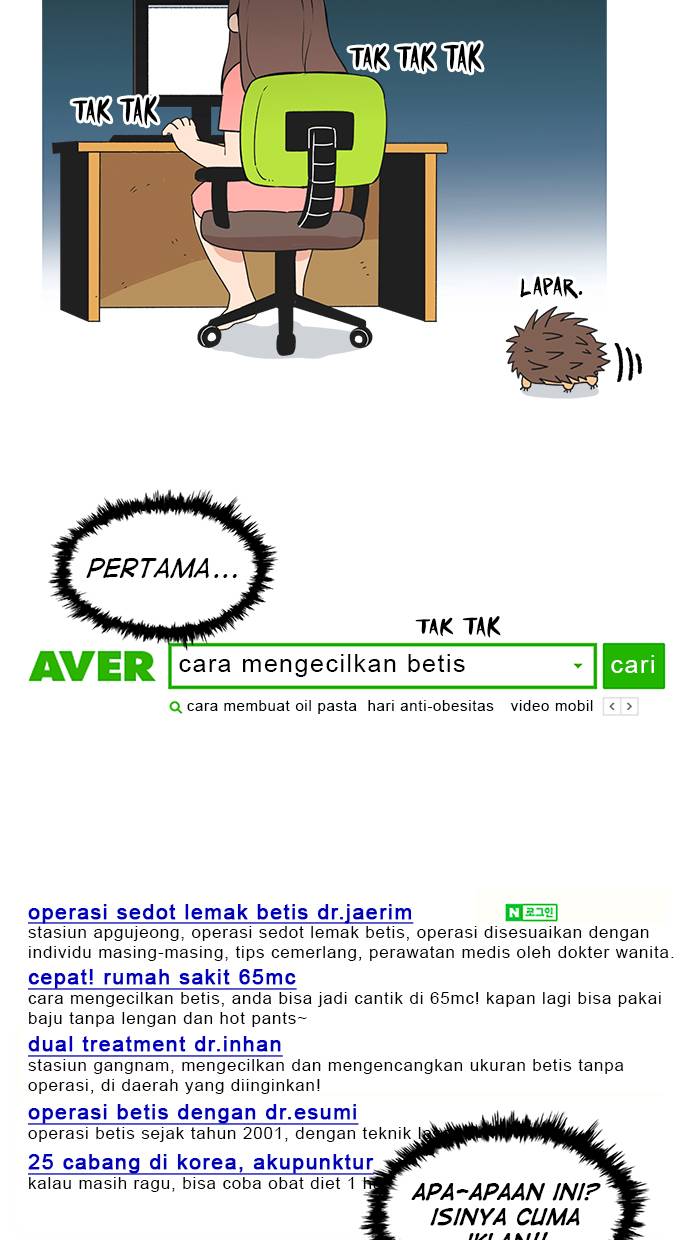 TAK TAK TAK
TAK TAK
LAPAR.
PERTAMA...
TAK TAK
AVER cara mengecilkan betis cari
cara membuat oil pasta hari anti-obesitas video mobil
operasi sedot lemak betis dr.jaerim
N 로그인
stasiun apgujeong, operasi sedot lemak betis, operasi disesuaikan dengan
individu masing-masing, tips cemerlang, perawatan medis oleh dokter wanita.
cepat! rumah sakit 65mc
cara mengecilkan betis, anda bisa jadi cantik di 65mc! kapan lagi bisa pakai
baju tanpa lengan dan hot pants~
dual treatment dr.inhan
stasiun gangnam, mengecilkan dan mengencangkan ukuran betis tanpa
operasi, di daerah yang diinginkan!
operasi betis dengan dr.esumi
operasi betis sejak tahun 2001, dengan teknik
25 cabang di korea, akupunktur
kalau masih ragu, bisa coba obat diet 1
APA-APAAN INI?
ISINYA CUMA
IKLAN!!